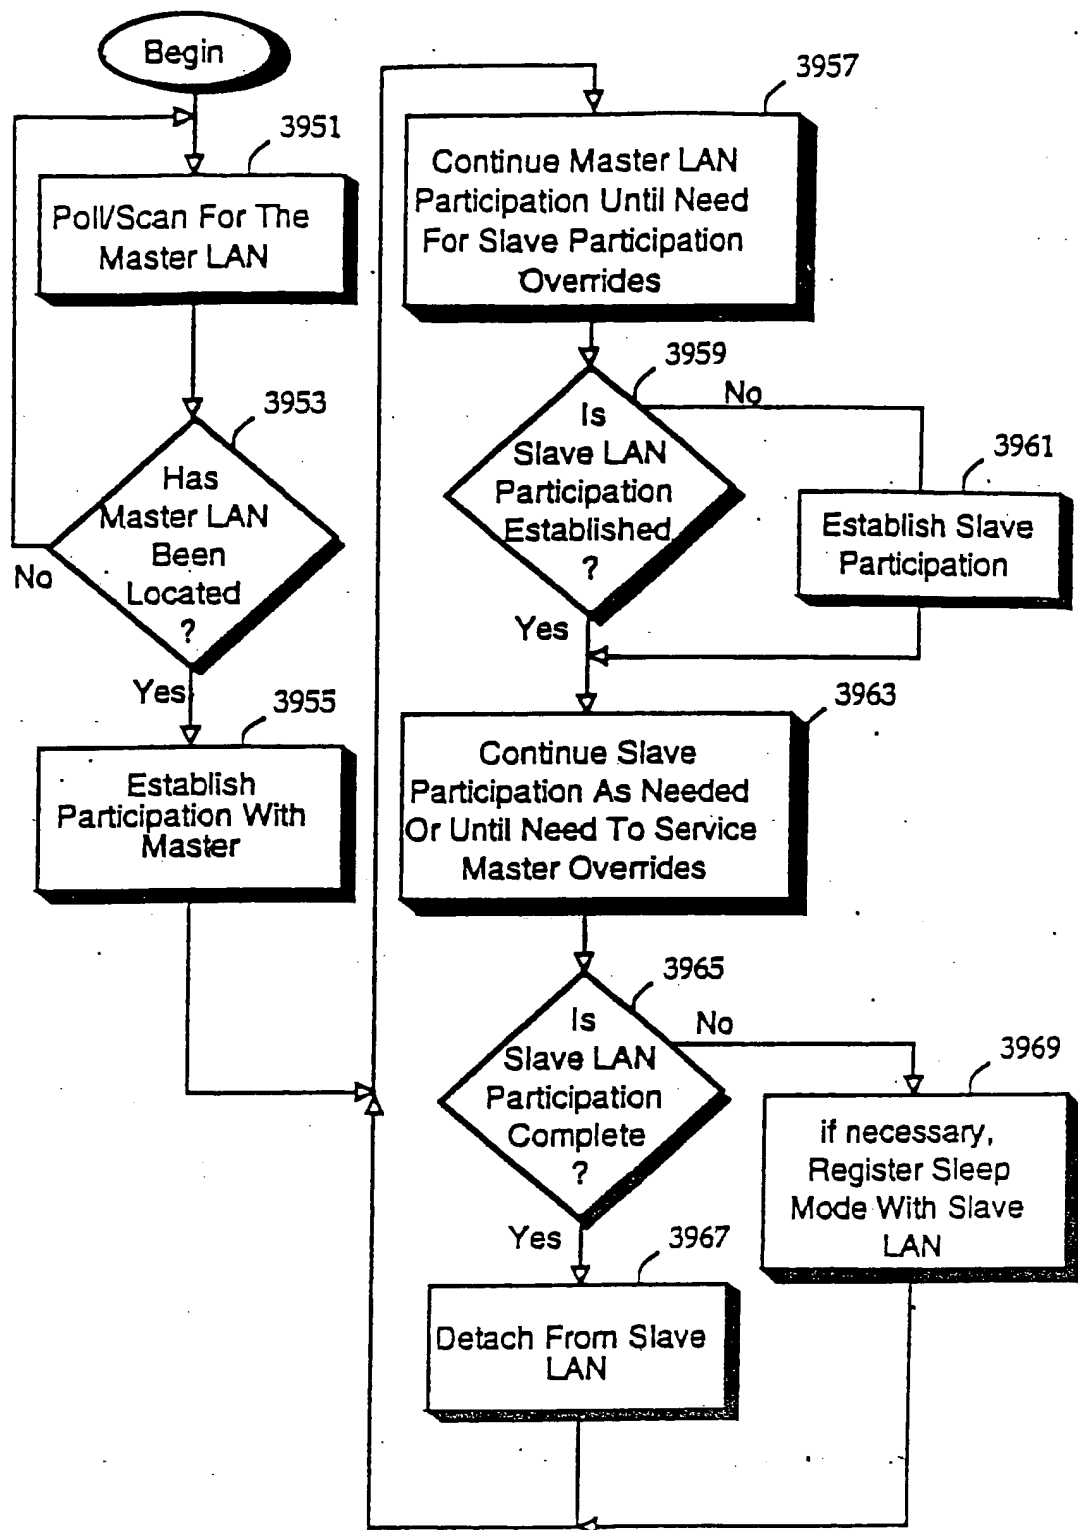 Begin
3951
Poll/Scan For The
Master LAN
3953
Has
Master LAN
Been
Located
?
No
Yes
3955
Establish
Participation With
Master
3957
Continue Master LAN
Participation Until Need
For Slave Participation
Overrides
3959
Is
Slave LAN
Participation
Established
?
No
Yes
3961
Establish Slave
Participation
3963
Continue Slave
Participation As Needed
Or Until Need To Service
Master Overrides
3965
Is
Slave LAN
Participation
Complete
?
No
Yes
3967
Detach From Slave
LAN
3969
if necessary,
Register Sleep
Mode With Slave
LAN